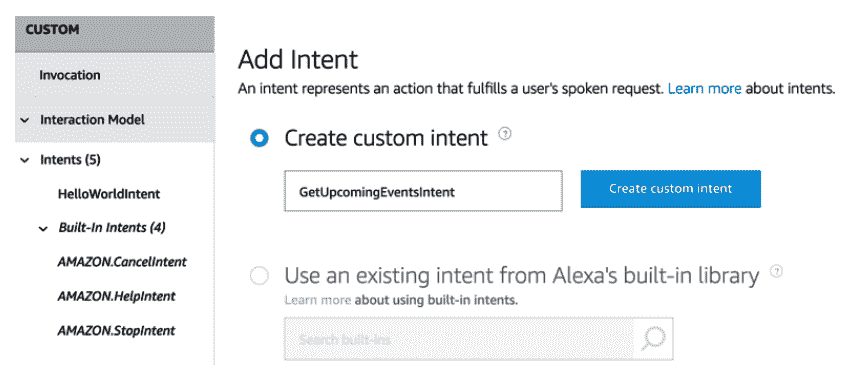 CUSTOM
Invocation
Interaction Model
Intents (5)
HelloWorldIntent
Built-In Intents (4)
AMAZON.CancelIntent
AMAZON.HelpIntent
AMAZON.StopIntent
Add Intent
An intent represents an action that fulfills a user's spoken request. Learn more about intents.
Create custom intent ?
GetUpcomingEventsIntent
Create custom intent
Use an existing intent from Alexa's built-in library ?
Learn more about using built-in intents.
Search built-ins